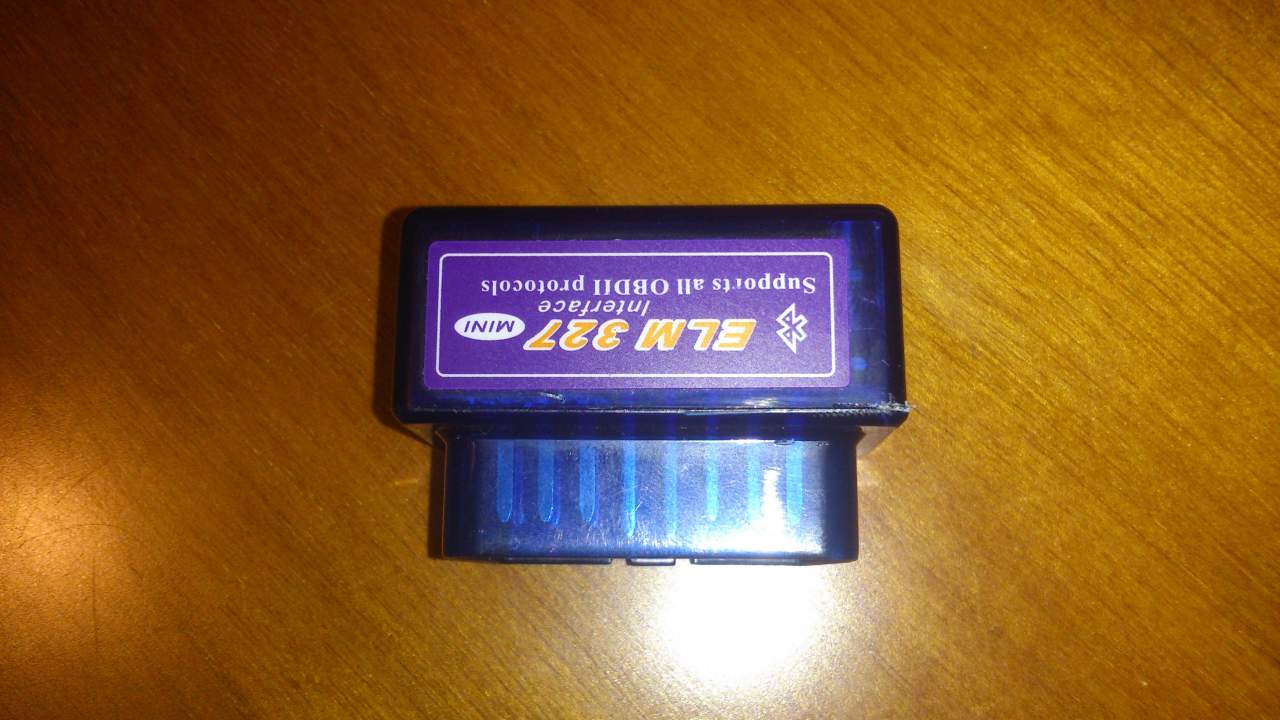 ELM 327 MINI
Interface
Supports all OBDII protocols